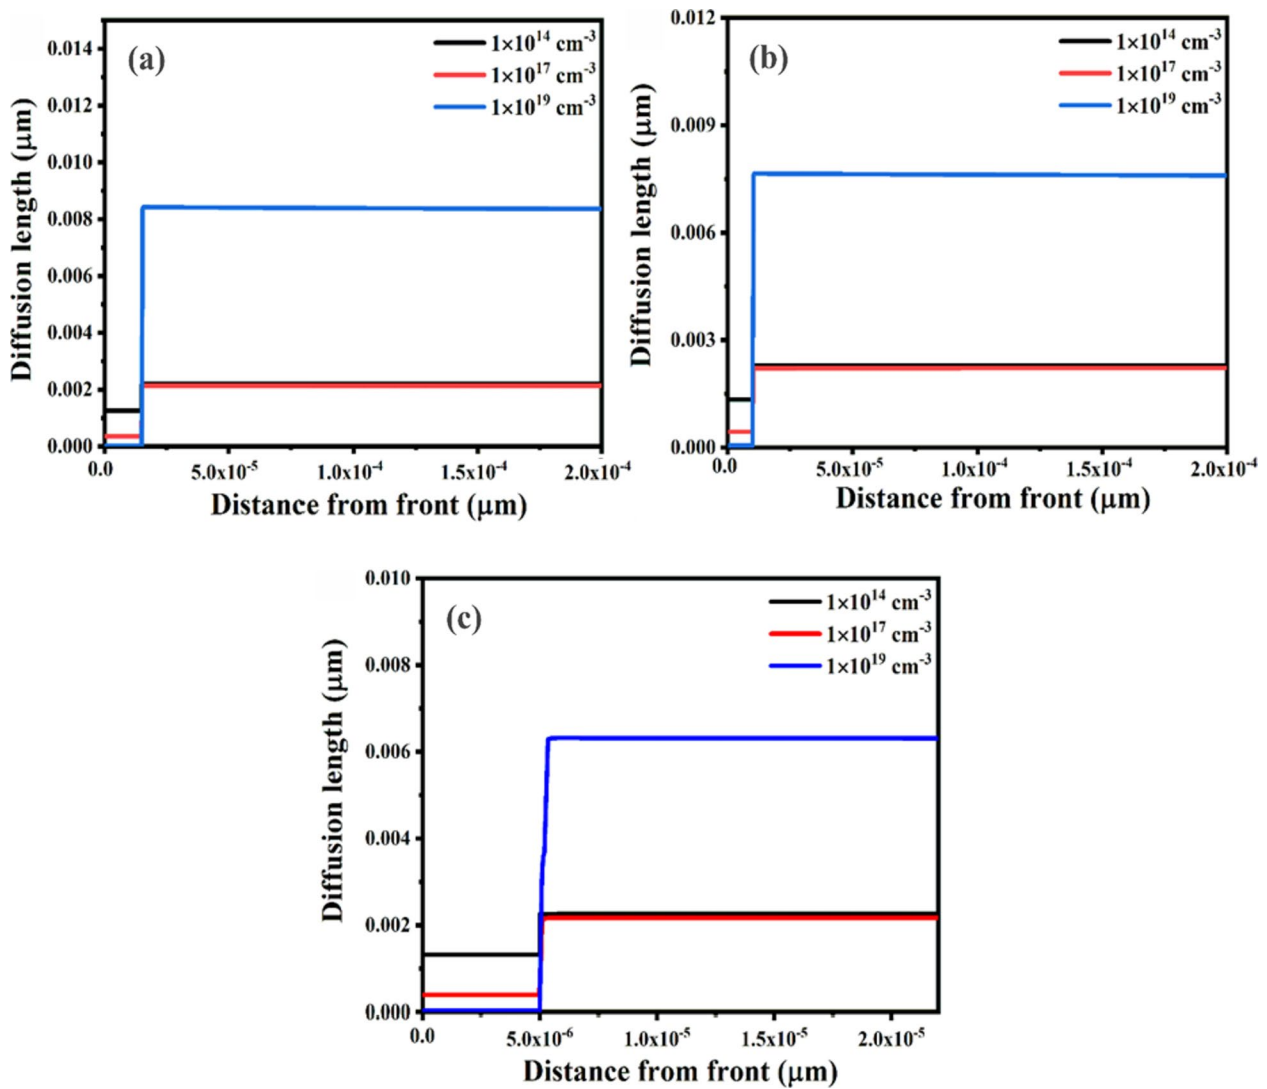 (a)
1×10¹⁴ cm⁻³
1×10¹⁷ cm⁻³
1×10¹⁹ cm⁻³
Diffusion length (μm)
0.014
0.012
0.010
0.008
0.006
0.004
0.002
0.000
0.0 5.0x10⁻⁵ 1.0x10⁻⁴ 1.5x10⁻⁴ 2.0x10⁻⁴
Distance from front (μm)
(b)
1×10¹⁴ cm⁻³
1×10¹⁷ cm⁻³
1×10¹⁹ cm⁻³
Diffusion length (μm)
0.012
0.009
0.006
0.003
0.000
0.0 5.0x10⁻⁵ 1.0x10⁻⁴ 1.5x10⁻⁴ 2.0x10⁻⁴
Distance from front (μm)
(c)
1×10¹⁴ cm⁻³
1×10¹⁷ cm⁻³
1×10¹⁹ cm⁻³
Diffusion length (μm)
0.010
0.008
0.006
0.004
0.002
0.000
0.0 5.0x10⁻⁶ 1.0x10⁻⁵ 1.5x10⁻⁵ 2.0x10⁻⁵
Distance from front (μm)